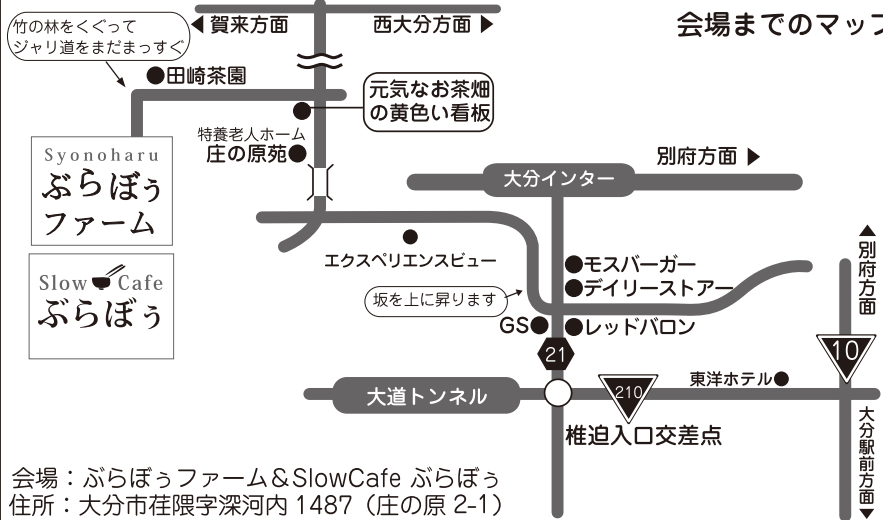 竹の林をくぐって
ジャリ道をまだまっすぐ
◀賀来方面
西大分方面▶
会場までのマップ
●田崎茶園
元気なお茶畑
の黄色い看板
特養老人ホーム
庄の原苑●
Syonoharu
ぶらぼぅ
ファーム
Slow Cafe
ぶらぼぅ
別府方面▶
大分インター
エクスペリエンスビュー
坂を上に昇ります
●モスバーガー
●デイリーストアー
GS●
●レッドバロン
21
▲別府方面
10
大道トンネル
210
東洋ホテル●
椎迫入口交差点
大分駅前方面▼
会場：ぶらぼぅファーム＆SlowCafe ぶらぼぅ
住所：大分市荏隈字深河内 1487（庄の原 2-1）